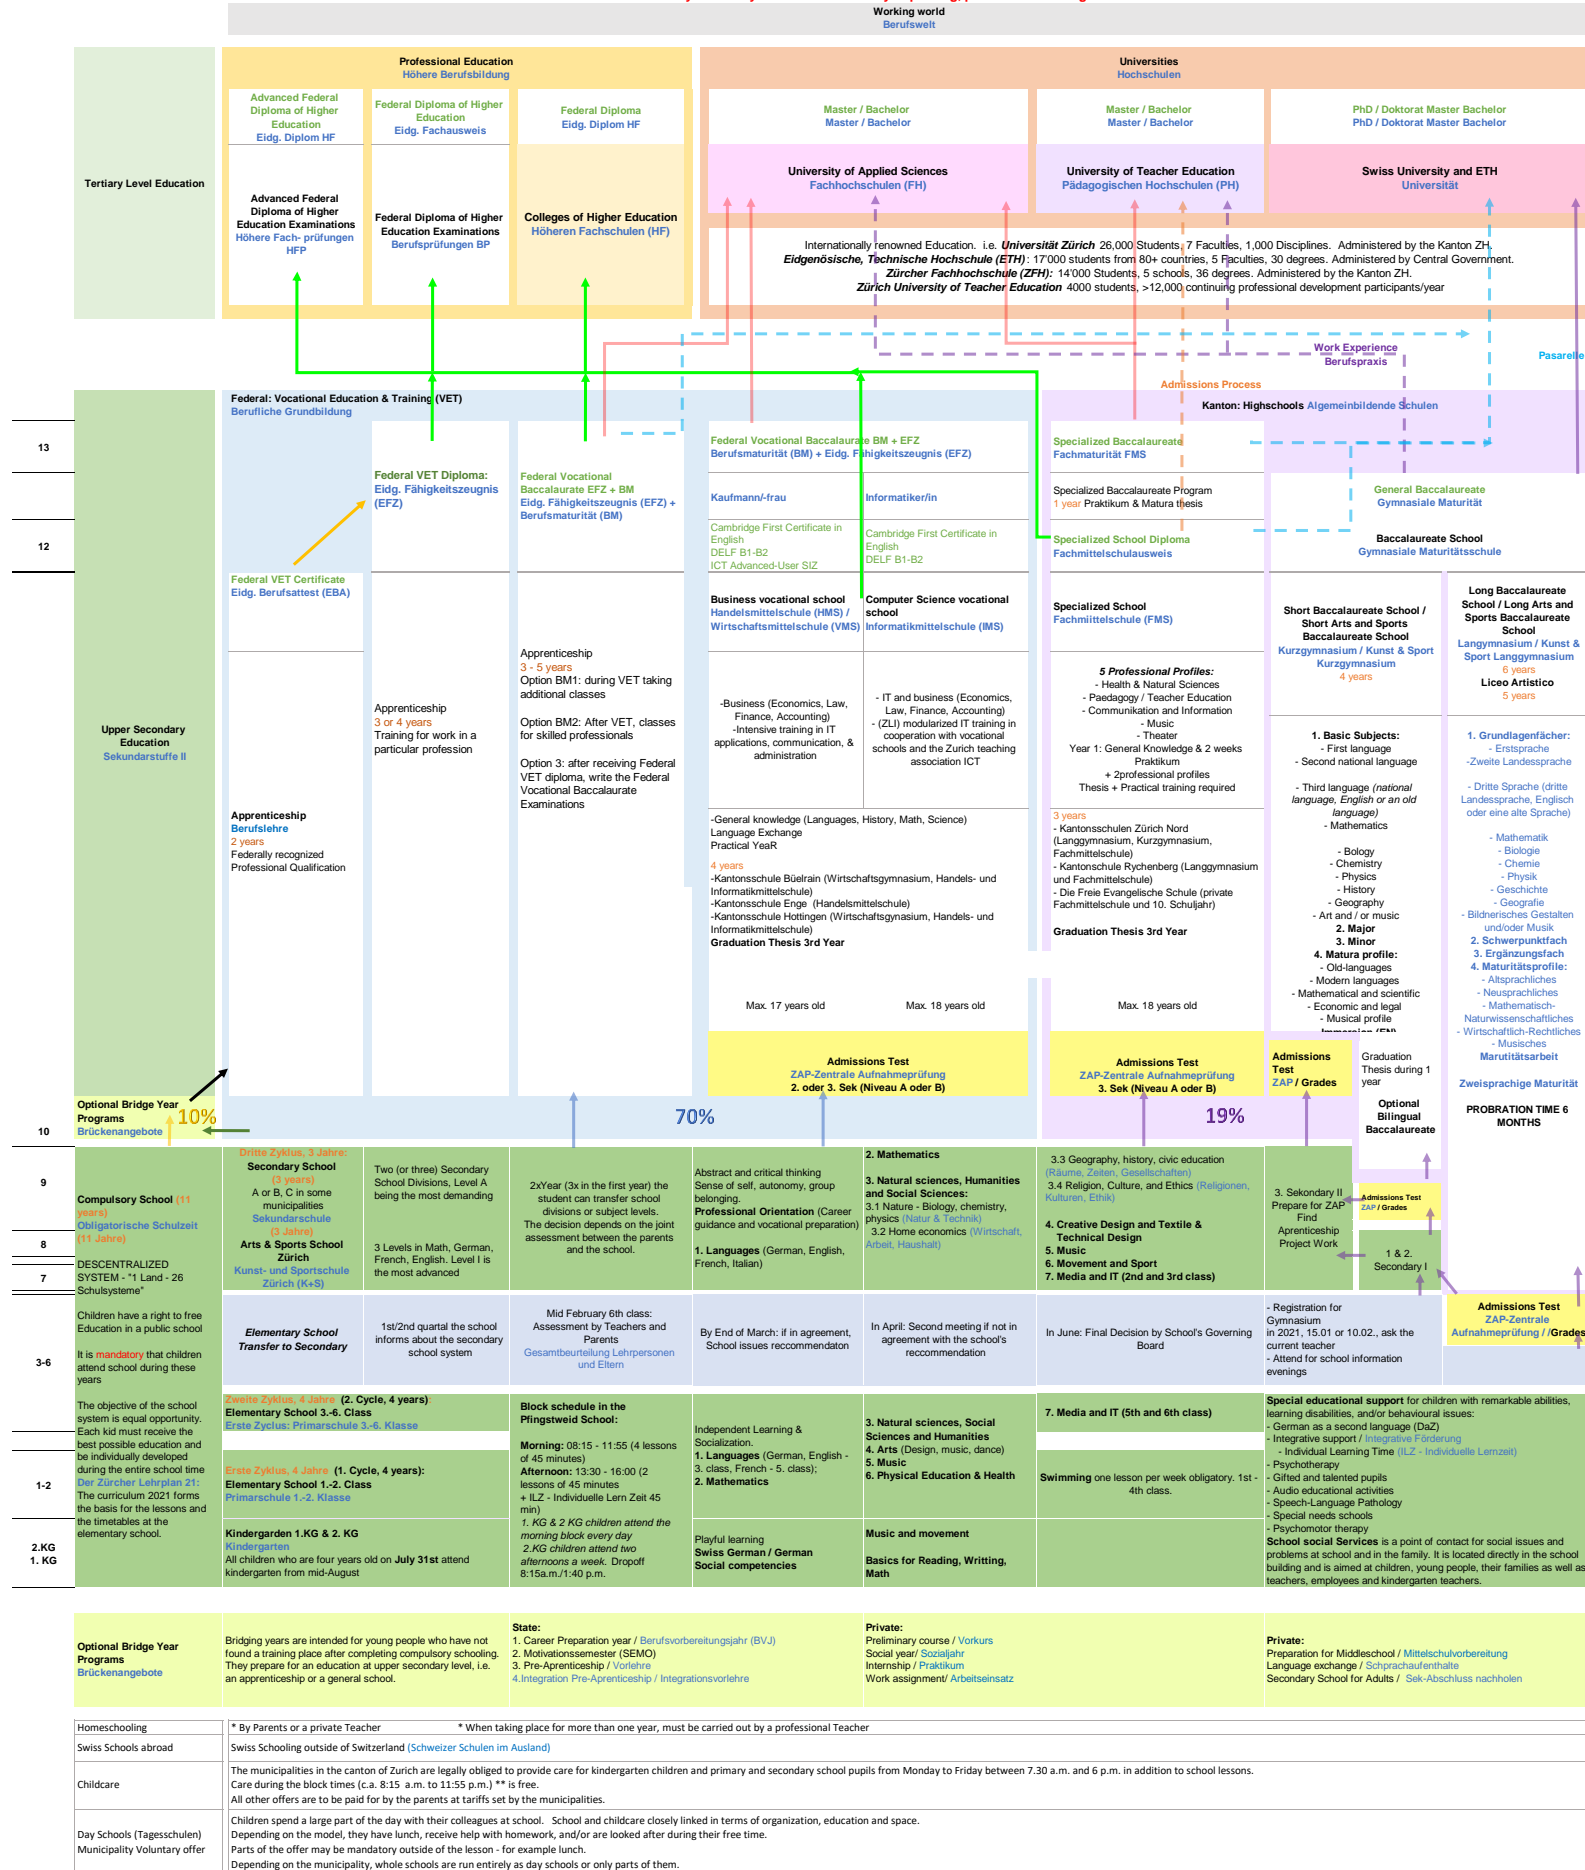 Working world
Berufswelt
Tertiary Level Education
Professional Education
Höhere Berufsbildung
Advanced Federal
Diploma of Higher
Education
Eidg. Diplom HF
Federal Diploma of Higher
Education
Eidg. Fachausweis
Federal Diploma
Eidg. Diplom HF
Advanced Federal
Diploma of Higher
Education Examinations
Höhere Fach- prüfungen
HFP
Federal Diploma of Higher
Education Examinations
Berufsprüfungen BP
Colleges of Higher Education
Höheren Fachschulen (HF)
Universities
Hochschulen
Master / Bachelor
Master / Bachelor
Master / Bachelor
Master / Bachelor
PhD / Doktorat Master Bachelor
PhD / Doktorat Master Bachelor
University of Applied Sciences
Fachhochschulen (FH)
University of Teacher Education
Pädagogischen Hochschulen (PH)
Swiss University and ETH
Universität
Internationally renowned Education. i.e. Universität Zürich 26,000 Students, 7 Faculties, 1,000 Disciplines. Administered by the Kanton ZH.
Eidgenösische, Technische Hochschule (ETH): 17'000 students from 80+ countries, 5 Faculties, 30 degrees. Administered by Central Government.
Zürcher Fachhochschule (ZFH): 14'000 Students, 5 schools, 36 degrees. Administered by the Kanton ZH.
Zürich University of Teacher Education 4000 students, >12,000 continuing professional development participants/year
Work Experience
Berufspraxis
Pasarelle
Admissions Process
13
12
Upper Secondary
Education
Sekundarstuffe II
Federal: Vocational Education & Training (VET)
Berufliche Grundbildung
Federal VET Diploma:
Eidg. Fähigkeitszeugnis
(EFZ)
Federal Vocational
Baccalaurate EFZ + BM
Eidg. Fähigkeitszeugnis (EFZ) +
Berufsmaturität (BM)
Federal VET Certificate
Eidg. Berufsattest (EBA)
Apprenticeship
Berufslehre
2 years
Federally recognized
Professional Qualification
Apprenticeship
3 or 4 years
Training for work in a
particular profession
Apprenticeship
3 - 5 years
Option BM1: during VET taking
additional classes
Option BM2: After VET, classes
for skilled professionals
Option 3: after receiving Federal
VET diploma, write the Federal
Vocational Baccalaurate
Examinations
Federal Vocational Baccalaurate BM + EFZ
Berufsmaturität (BM) + Eidg. Fähigkeitszeugnis (EFZ)
Kaufmann/-frau
Informatiker/in
Cambridge First Certificate in
English
DELF B1-B2
ICT Advanced-User SIZ
Cambridge First Certificate in
English
DELF B1-B2
Business vocational school
Handelsmittelschule (HMS) /
Wirtschaftsmittelschule (VMS)
Computer Science vocational
school
Informatikmittelschule (IMS)
-Business (Economics, Law,
Finance, Accounting)
-Intensive training in IT
applications, communication, &
administration
- IT and business (Economics,
Law, Finance, Accounting)
- (ZLI) modularized IT training in
cooperation with vocational
schools and the Zurich teaching
association ICT
-General knowledge (Languages, History, Math, Science)
Language Exchange
Practical YeaR
4 years
-Kantonsschule Büelrain (Wirtschaftsgymnasium, Handels- und
Informatikmittelschule)
-Kantonsschule Enge (Handelsmittelschule)
-Kantonsschule Hottingen (Wirtschaftsgynasium, Handels- und
Informatikmittelschule)
Graduation Thesis 3rd Year
Max. 17 years old
Max. 18 years old
Admissions Test
ZAP-Zentrale Aufnahmeprüfung
2. oder 3. Sek (Niveau A oder B)
Kanton: Highschools Algemeinbildende Schulen
Specialized Baccalaureate
Fachmaturität FMS
Specialized Baccalaureate Program
1 year Praktikum & Matura thesis
Specialized School Diploma
Fachmittelschulausweis
Specialized School
Fachmiittelschule (FMS)
5 Professional Profiles:
- Health & Natural Sciences
- Paedagogy / Teacher Education
- Communikation and Information
- Music
- Theater
Year 1: General Knowledge & 2 weeks
Praktikum
+ 2professional profiles
Thesis + Practical training required
3 years
- Kantonsschulen Zürich Nord
(Langgymnasium, Kurzgymnasium,
Fachmittelschule)
- Kantonschule Rychenberg (Langgymnasium
und Fachmittelschule)
- Die Freie Evangelische Schule (private
Fachmittelschule und 10. Schuljahr)
Graduation Thesis 3rd Year
Max. 18 years old
Admissions Test
ZAP-Zentrale Aufnahmeprüfung
3. Sek (Niveau A oder B)
General Baccalaureate
Gymnasiale Maturität
Baccalaureate School
Gymnasiale Maturitätsschule
Short Baccalaureate School /
Short Arts and Sports
Baccalaureate School
Kurzgymnasium / Kunst & Sport
Kurzgymnasium
4 years
Long Baccalaureate
School / Long Arts and
Sports Baccalaureate
School
Langymnasium / Kunst &
Sport Langgymnasium
6 years
Liceo Artistico
5 years
1. Basic Subjects:
- First language
- Second national language
- Third language (national
language, English or an old
language)
- Mathematics
- Bology
- Chemistry
- Physics
- History
- Geography
- Art and / or music
2. Major
3. Minor
4. Matura profile:
- Old-languages
- Modern languages
- Mathematical and scientific
- Economic and legal
- Musical profile
Immersion (EN)
1. Grundlagenfächer:
- Erstsprache
-Zweite Landessprache
- Dritte Sprache (dritte
Landessprache, Englisch
oder eine alte Sprache)
- Mathematik
- Biologie
- Chemie
- Physik
- Geschichte
- Geografie
- Bildnerisches Gestalten
und/oder Musik
2. Schwerpunktfach
3. Ergänzungsfach
4. Maturitätsprofile:
- Altsprachliches
- Neusprachliches
- Mathematisch-
Naturwissenschaftliches
- Wirtschaftlich-Rechtliches
- Musisches
Marutitätsarbeit
Zweisprachige Maturität
PROBRATION TIME 6
MONTHS
Admissions
Test
ZAP / Grades
Graduation
Thesis during 1
year
Optional
Bilingual
Baccalaureate
Optional Bridge Year
Programs
Brückenangebote
10
10%
70%
19%
9
8
7
3-6
1-2
2.KG
1. KG
Compulsory School (11
years)
Obligatorische Schulzeit
(11 Jahre)
DESCENTRALIZED
SYSTEM - "1 Land - 26
Schulsysteme"
Children have a right to free
Education in a public school
It is mandatory that children
attend school during these
years
The objective of the school
system is equal opportunity.
Each kid must receive the
best possible education and
be individually developed
during the entire school time
Der Zürcher Lehrplan 21:
The curriculum 2021 forms
the basis for the lessons and
the timetables at the
elementary school.
Dritte Zyklus, 3 Jahre:
Secondary School
(3 years)
A or B, C in some
municipalities
Sekundarschule
(3 Jahre)
Arts & Sports School
Zürich
Kunst- und Sportschule
Zürich (K+S)
Two (or three) Secondary
School Divisions, Level A
being the most demanding
3 Levels in Math, German,
French, English. Level I is
the most advanced
2xYear (3x in the first year) the
student can transfer school
divisions or subject levels.
The decision depends on the joint
assessment between the parents
and the school.
Abstract and critical thinking
Sense of self, autonomy, group
belonging.
Professional Orientation (Career
guidance and vocational preparation)
1. Languages (German, English,
French, Italian)
2. Mathematics
3. Natural sciences, Humanities
and Social Sciences:
3.1 Nature - Biology, chemistry,
physics (Natur & Technik)
3.2 Home economics (Wirtschaft,
Arbeit, Haushalt)
3.3 Geography, history, civic education
(Räume, Zeiten, Gesellschaften)
3.4 Religion, Culture, and Ethics (Religionen,
Kulturen, Ethik)
4. Creative Design and Textile &
Technical Design
5. Music
6. Movement and Sport
7. Media and IT (2nd and 3rd class)
3. Sekondary II
Prepare for ZAP
Find
Apprenticeship
Project Work
Admissions Test
ZAP / Grades
1 & 2.
Secondary I
Elementary School
Transfer to Secondary
1st/2nd quartal the school
informs about the secondary
school system
Mid February 6th class:
Assessment by Teachers and
Parents
Gesamtbeurteilung Lehrpersonen
und Eltern
By End of March: if in agreement,
School issues recommendaton
In April: Second meeting if not in
agreement with the school's
reccommendation
In June: Final Decision by School's Governing
Board
- Registration for
Gymnasium
in 2021, 15.01 or 10.02., ask the
current teacher
- Attend for school information
evenings
Admissions Test
ZAP-Zentrale
Aufnahmeprüfung / /Grades
Zweite Zyklus, 4 Jahre (2. Cycle, 4 years):
Elementary School 3.-6. Class
Erste Zyclus: Primarschule 3.-6. Klasse
Erste Zyklus, 4 Jahre (1. Cycle, 4 years):
Elementary School 1.-2. Class
Primarschule 1.-2. Klasse
Kindergarden 1.KG & 2. KG
Kindergarten
All children who are four years old on July 31st attend
kindergarten from mid-August
Block schedule in the
Pfingstweid School:
Morning: 08:15 - 11:55 (4 lessons
of 45 minutes)
Afternoon: 13:30 - 16:00 (2
lessons of 45 minutes
+ ILZ - Individuelle Lern Zeit 45
min)
1. KG & 2 KG children attend the
morning block every day
2.KG children attend two
afternoons a week. Dropoff
8:15a.m./1:40 p.m.
Independent Learning &
Socialization.
1. Languages (German, English -
3. class, French - 5. class);
2. Mathematics
Playful learning
Swiss German / German
Social competencies
3. Natural sciences, Social
Sciences and Humanities
4. Arts (Design, music, dance)
5. Music
6. Physical Education & Health
Music and movement
Basics for Reading, Writting,
Math
7. Media and IT (5th and 6th class)
Swimming one lesson per week obligatory. 1st -
4th class.
Special educational support for children with remarkable abilities,
learning disabilities, and/or behavioural issues:
- German as a second language (DaZ)
- Integrative support / Integrative Förderung
- Individual Learning Time (ILZ - Individuelle Lernzeit)
- Psychotherapy
- Gifted and talented pupils
- Audio educational activities
- Speech-Language Pathology
- Special needs schools
- Psychomotor therapy
School social Services is a point of contact for social issues and
problems at school and in the family. It is located directly in the school
building and is aimed at children, young people, their families as well as
teachers, employees and kindergarten teachers.
Optional Bridge Year
Programs
Brückenangebote
Bridging years are intended for young people who have not
found a training place after completing compulsory schooling.
They prepare for an education at upper secondary level, i.e.
an apprenticeship or a general school.
State:
1. Career Preparation year / Berufsvorbereitungsjahr (BVJ)
2. Motivationssemester (SEMO)
3. Pre-Apprenticeship / Vorlehre
4.Integration Pre-Aprenticeship / Integrationsvorlehre
Private:
Preliminary course / Vorkurs
Social year/ Sozialjahr
Internship / Praktikum
Work assignment/ Arbeitseinsatz
Private:
Preparation for Middleschool / Mittelschulvorbereitung
Language exchange / Schprachaufenthalte
Secondary School for Adults / Sek-Abschluss nachholen
Homeschooling
* By Parents or a private Teacher * When taking place for more than one year, must be carried out by a professional Teacher
Swiss Schools abroad
Swiss Schooling outside of Switzerland (Schweizer Schulen im Ausland)
Childcare
The municipalities in the canton of Zurich are legally obliged to provide care for kindergarten children and primary and secondary school pupils from Monday to Friday between 7.30 a.m. and 6 p.m. in addition to school lessons.
Care during the block times (c.a. 8:15 a.m. to 11:55 p.m.) ** is free.
All other offers are to be paid for by the parents at tariffs set by the municipalities.
Day Schools (Tagesschulen)
Municipality Voluntary offer
Children spend a large part of the day with their colleagues at school. School and childcare closely linked in terms of organization, education and space.
Depending on the model, they have lunch, receive help with homework, and/or are looked after during their free time.
Parts of the offer may be mandatory outside of the lesson - for example lunch.
Depending on the municipality, whole schools are run entirely as day schools or only parts of them.